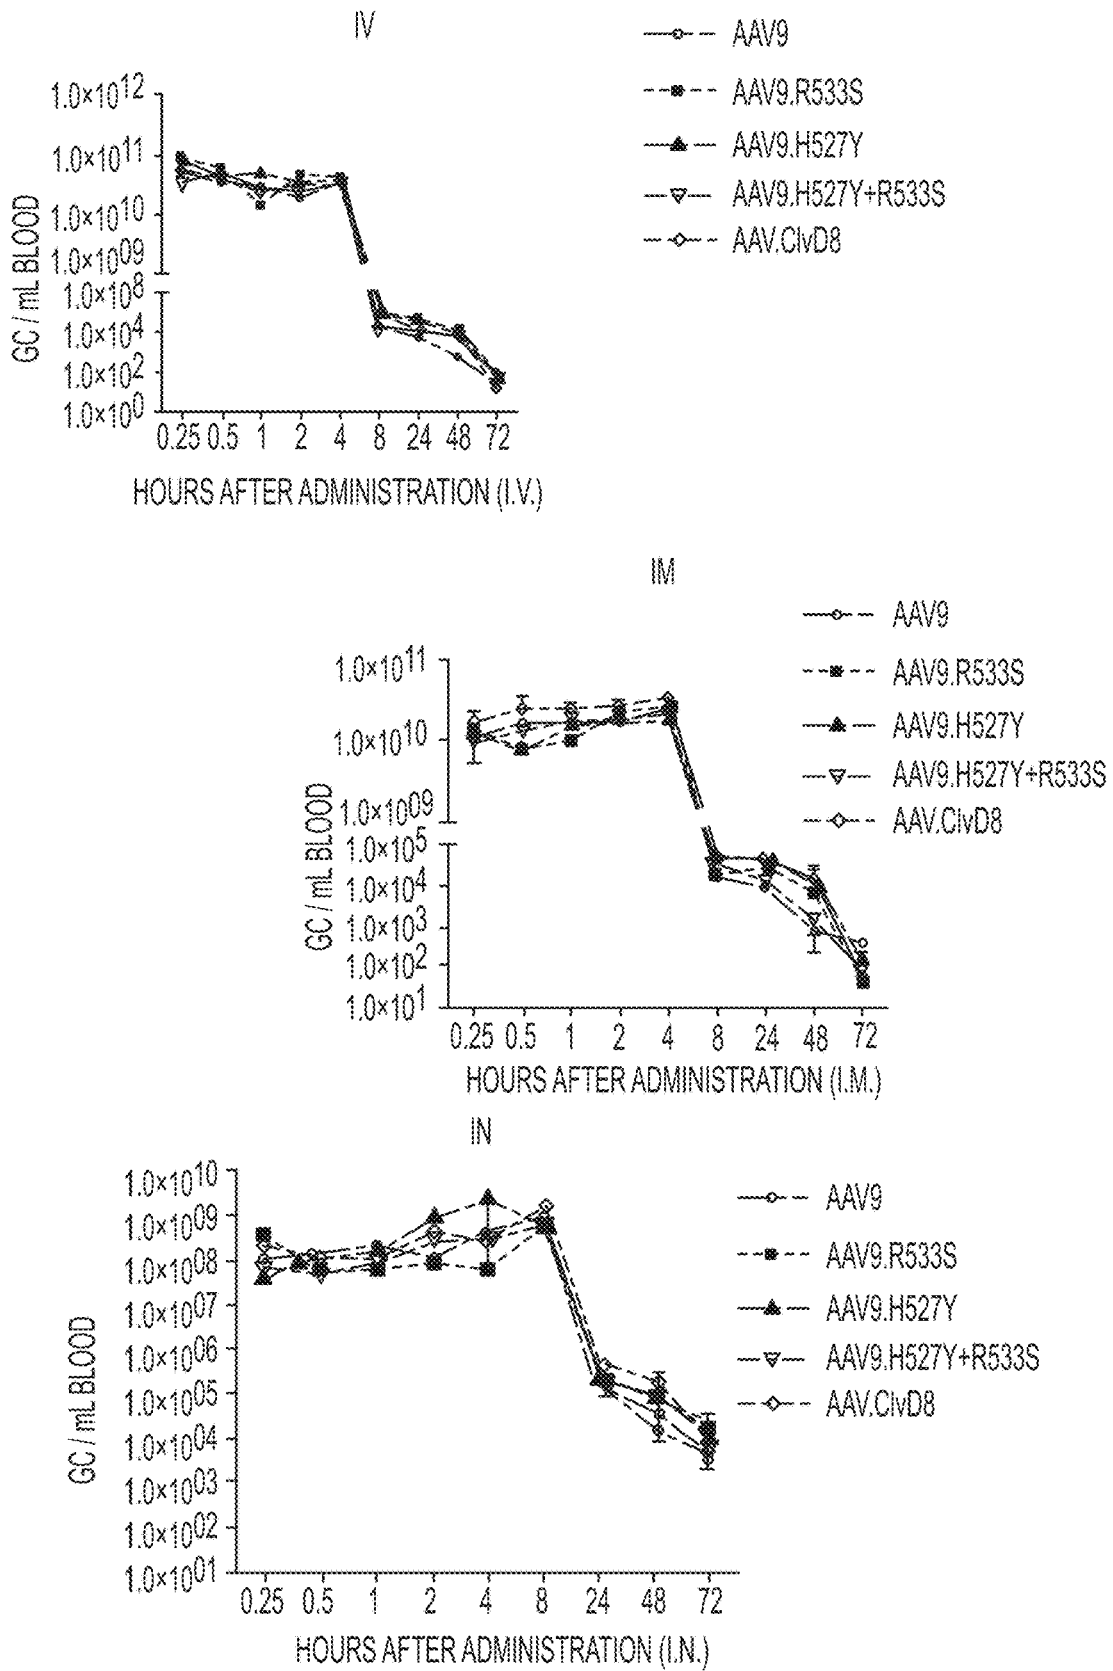 IV
AAV9
AAV9.R533S
AAV9.H527Y
AAV9.H527Y+R533S
AAV.ClvD8
GC / mL BLOOD
1.0×10^12
1.0×10^11
1.0×10^10
1.0×10^09
1.0×10^8
1.0×10^4
1.0×10^2
1.0×10^0
0.25 0.5 1 2 4 8 24 48 72
HOURS AFTER ADMINISTRATION (I.V.)
IM
AAV9
AAV9.R533S
AAV9.H527Y
AAV9.H527Y+R533S
AAV.ClvD8
GC / mL BLOOD
1.0×10^11
1.0×10^10
1.0×10^09
1.0×10^5
1.0×10^4
1.0×10^3
1.0×10^2
1.0×10^1
0.25 0.5 1 2 4 8 24 48 72
HOURS AFTER ADMINISTRATION (I.M.)
IN
AAV9
AAV9.R533S
AAV9.H527Y
AAV9.H527Y+R533S
AAV.ClvD8
GC / mL BLOOD
1.0×10^10
1.0×10^09
1.0×10^08
1.0×10^07
1.0×10^06
1.0×10^05
1.0×10^04
1.0×10^03
1.0×10^02
1.0×10^01
0.25 0.5 1 2 4 8 24 48 72
HOURS AFTER ADMINISTRATION (I.N.)